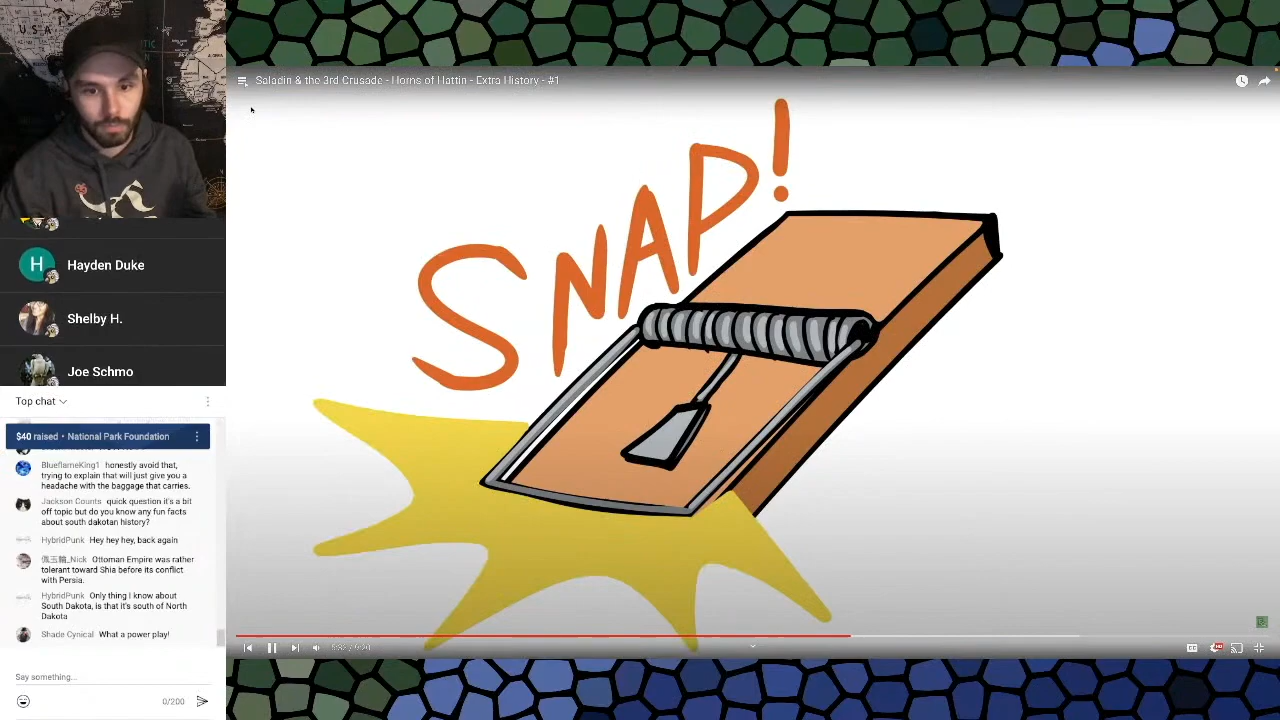 USA
Saladin & the 3rd Crusade - Horns of Hattin - Extra History - #1
SNAP!
H Hayden Duke
Shelby H.
Joe Schmo
Top chat
$40 raised • National Park Foundation
BlueflameKing1 honestly avoid that,
trying to explain that will just give you a
headache with the baggage that carries.
Jackson Counts quick question it's a bit
off topic but do you know any fun facts
about south dakotan history?
HybridPunk Hey hey hey, back again
_Nick Ottoman Empire was rather
tolerant toward Shia before its conflict
with Persia.
HybridPunk Only thing I know about
South Dakota, is that it's south of North
Dakota
Shade Cynical What a power play!
Say something...
0/200
CC
HD